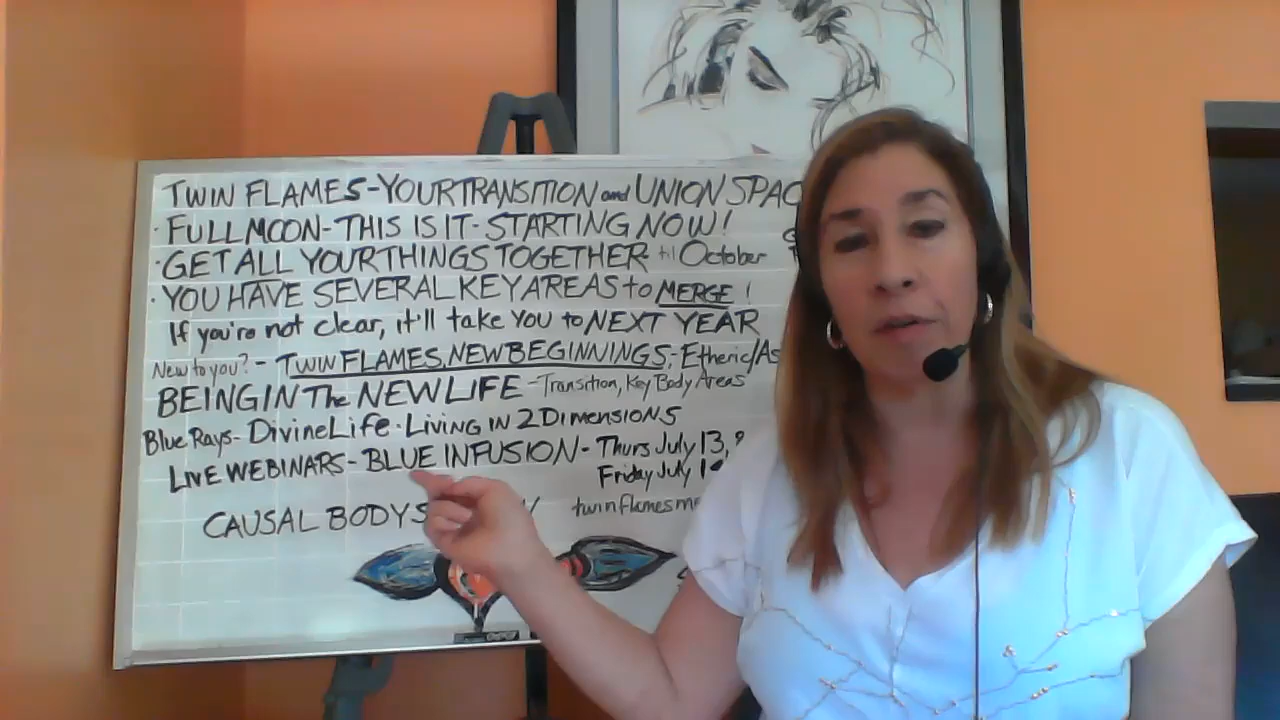 TWIN FLAMES-YOUR TRANSITION and UNION SPAC
· FULL MOON-THIS IS IT- STARTING NOW!
· GET ALL YOUR THINGS TOGETHER til October
· YOU HAVE SEVERAL KEY AREAS to MERGE!
If you're not clear, it'll take YOU to NEXT YEAR
New to you? - TWIN FLAMES, NEW BEGINNINGS, - Etheric/As
BEING IN The NEW LIFE - Transition, Key Body Areas
Blue Rays- Divine Life · Living IN 2 DIMENSIONS
LIVE WEBINARS- BLUE INFUSION- Thurs July 13,
Friday July
CAUSAL BODY twinflames